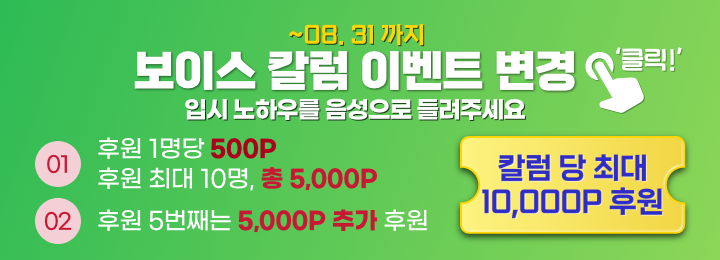 ~08. 31 까지
보이스 칼럼 이벤트 변경
'클릭!'
입시 노하우를 음성으로 들려주세요
01
후원 1명당 500P
후원 최대 10명, 총 5,000P
02
후원 5번째는 5,000P 추가 후원
칼럼 당 최대
10,000P 후원